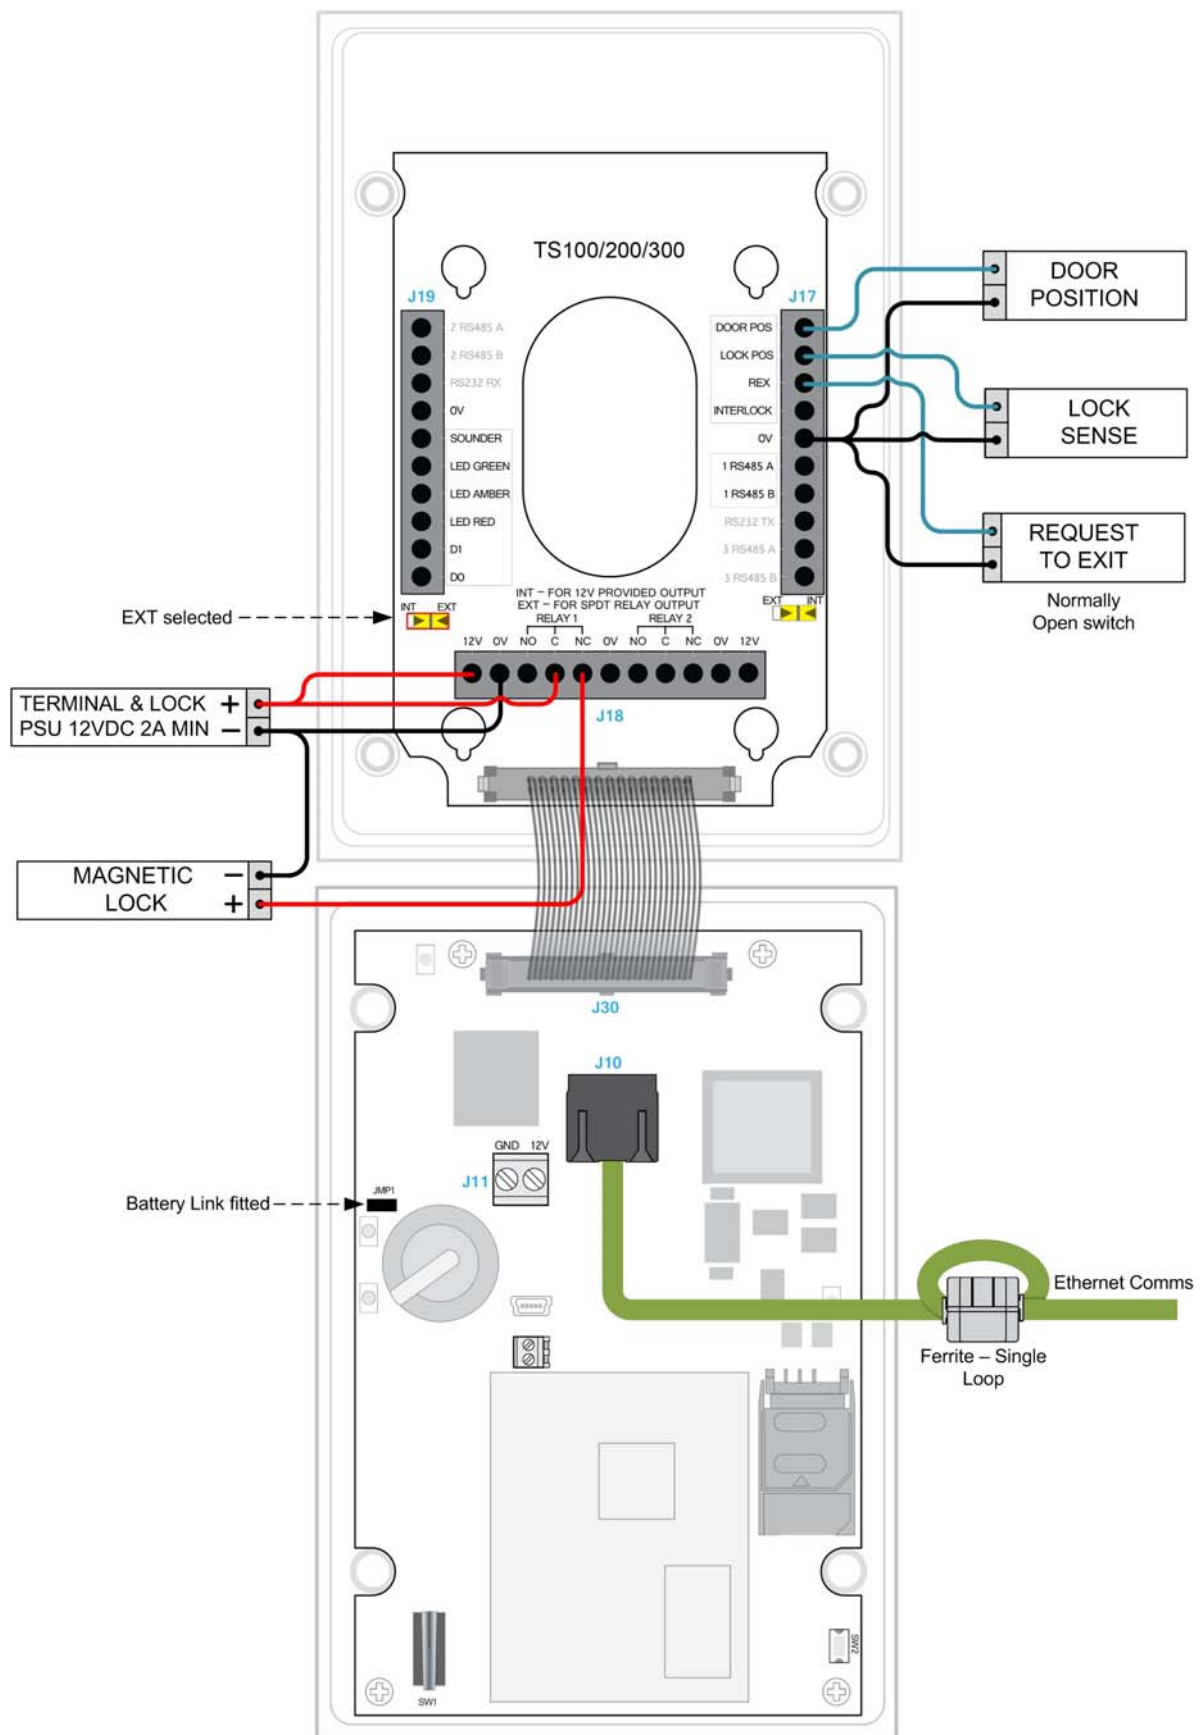 TS100/200/300
J19
J17
2 RS485 A
2 RS485 B
RS232 RX
0V
SOUNDER
LED GREEN
LED AMBER
LED RED
D1
D0
DOOR POS
LOCK POS
REX
INTERLOCK
0V
1 RS485 A
1 RS485 B
RS232 TX
3 RS485 A
3 RS485 B
DOOR
POSITION
LOCK
SENSE
REQUEST
TO EXIT
Normally
Open switch
INT – FOR 12V PROVIDED OUTPUT
EXT – FOR SPDT RELAY OUTPUT
INT EXT
EXT INT
EXT selected
RELAY 1 RELAY 2
12V 0V NO C NC 0V NO C NC 0V 12V
J18
TERMINAL & LOCK +
PSU 12VDC 2A MIN –
MAGNETIC –
LOCK +
J30
J10
GND 12V
J11
JMP1
Battery Link fitted
Ethernet Comms
Ferrite – Single
Loop
SW2
SW1